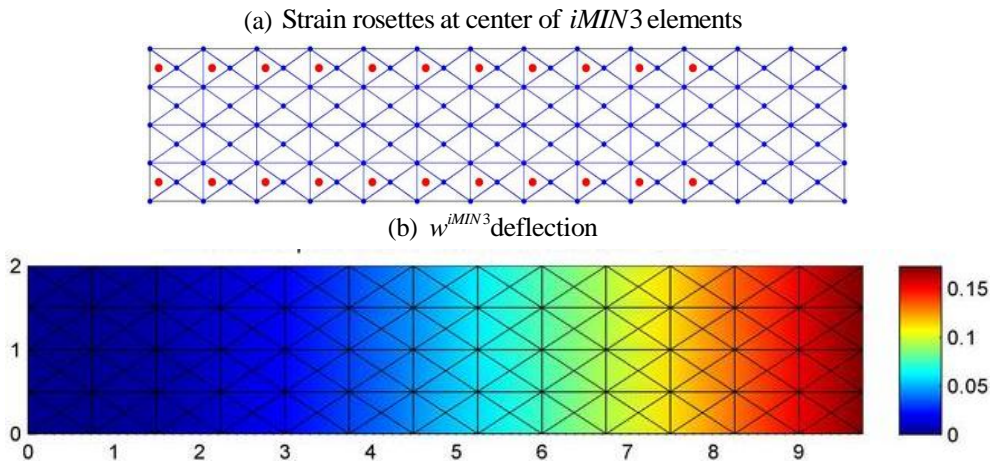 (a) Strain rosettes at center of iMIN3 elements
(b) w^iMIN3 deflection
2
1
0
0 1 2 3 4 5 6 7 8 9
0.15
0.1
0.05
0